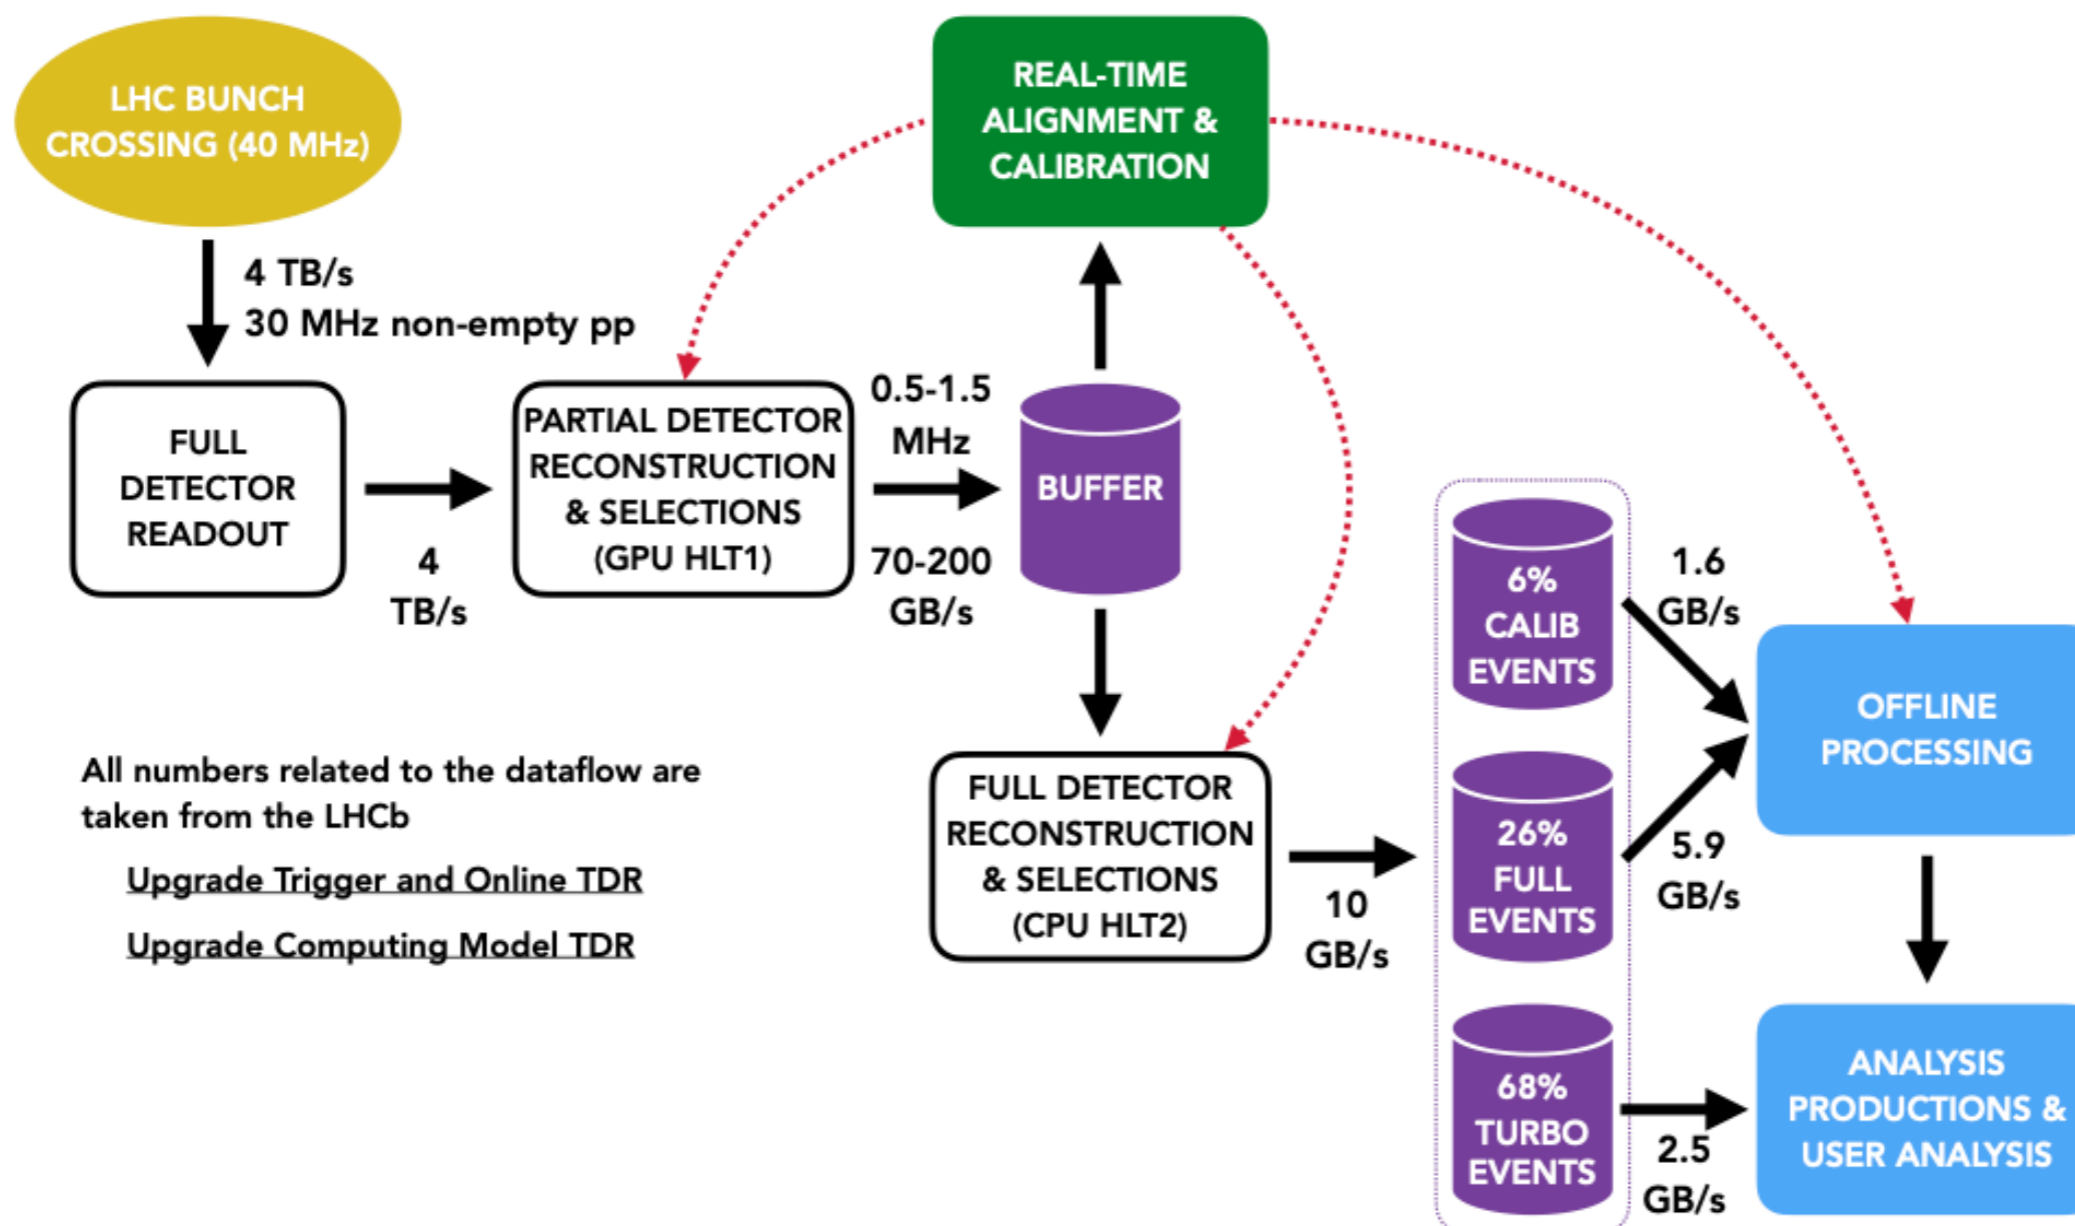 LHC BUNCH
CROSSING (40 MHz)
4 TB/s
30 MHz non-empty pp
FULL
DETECTOR
READOUT
4
TB/s
PARTIAL DETECTOR
RECONSTRUCTION
& SELECTIONS
(GPU HLT1)
0.5-1.5
MHz
70-200
GB/s
BUFFER
REAL-TIME
ALIGNMENT &
CALIBRATION
FULL DETECTOR
RECONSTRUCTION
& SELECTIONS
(CPU HLT2)
10
GB/s
6%
CALIB
EVENTS
26%
FULL
EVENTS
68%
TURBO
EVENTS
1.6
GB/s
5.9
GB/s
2.5
GB/s
OFFLINE
PROCESSING
ANALYSIS
PRODUCTIONS &
USER ANALYSIS
All numbers related to the dataflow are
taken from the LHCb
Upgrade Trigger and Online TDR
Upgrade Computing Model TDR